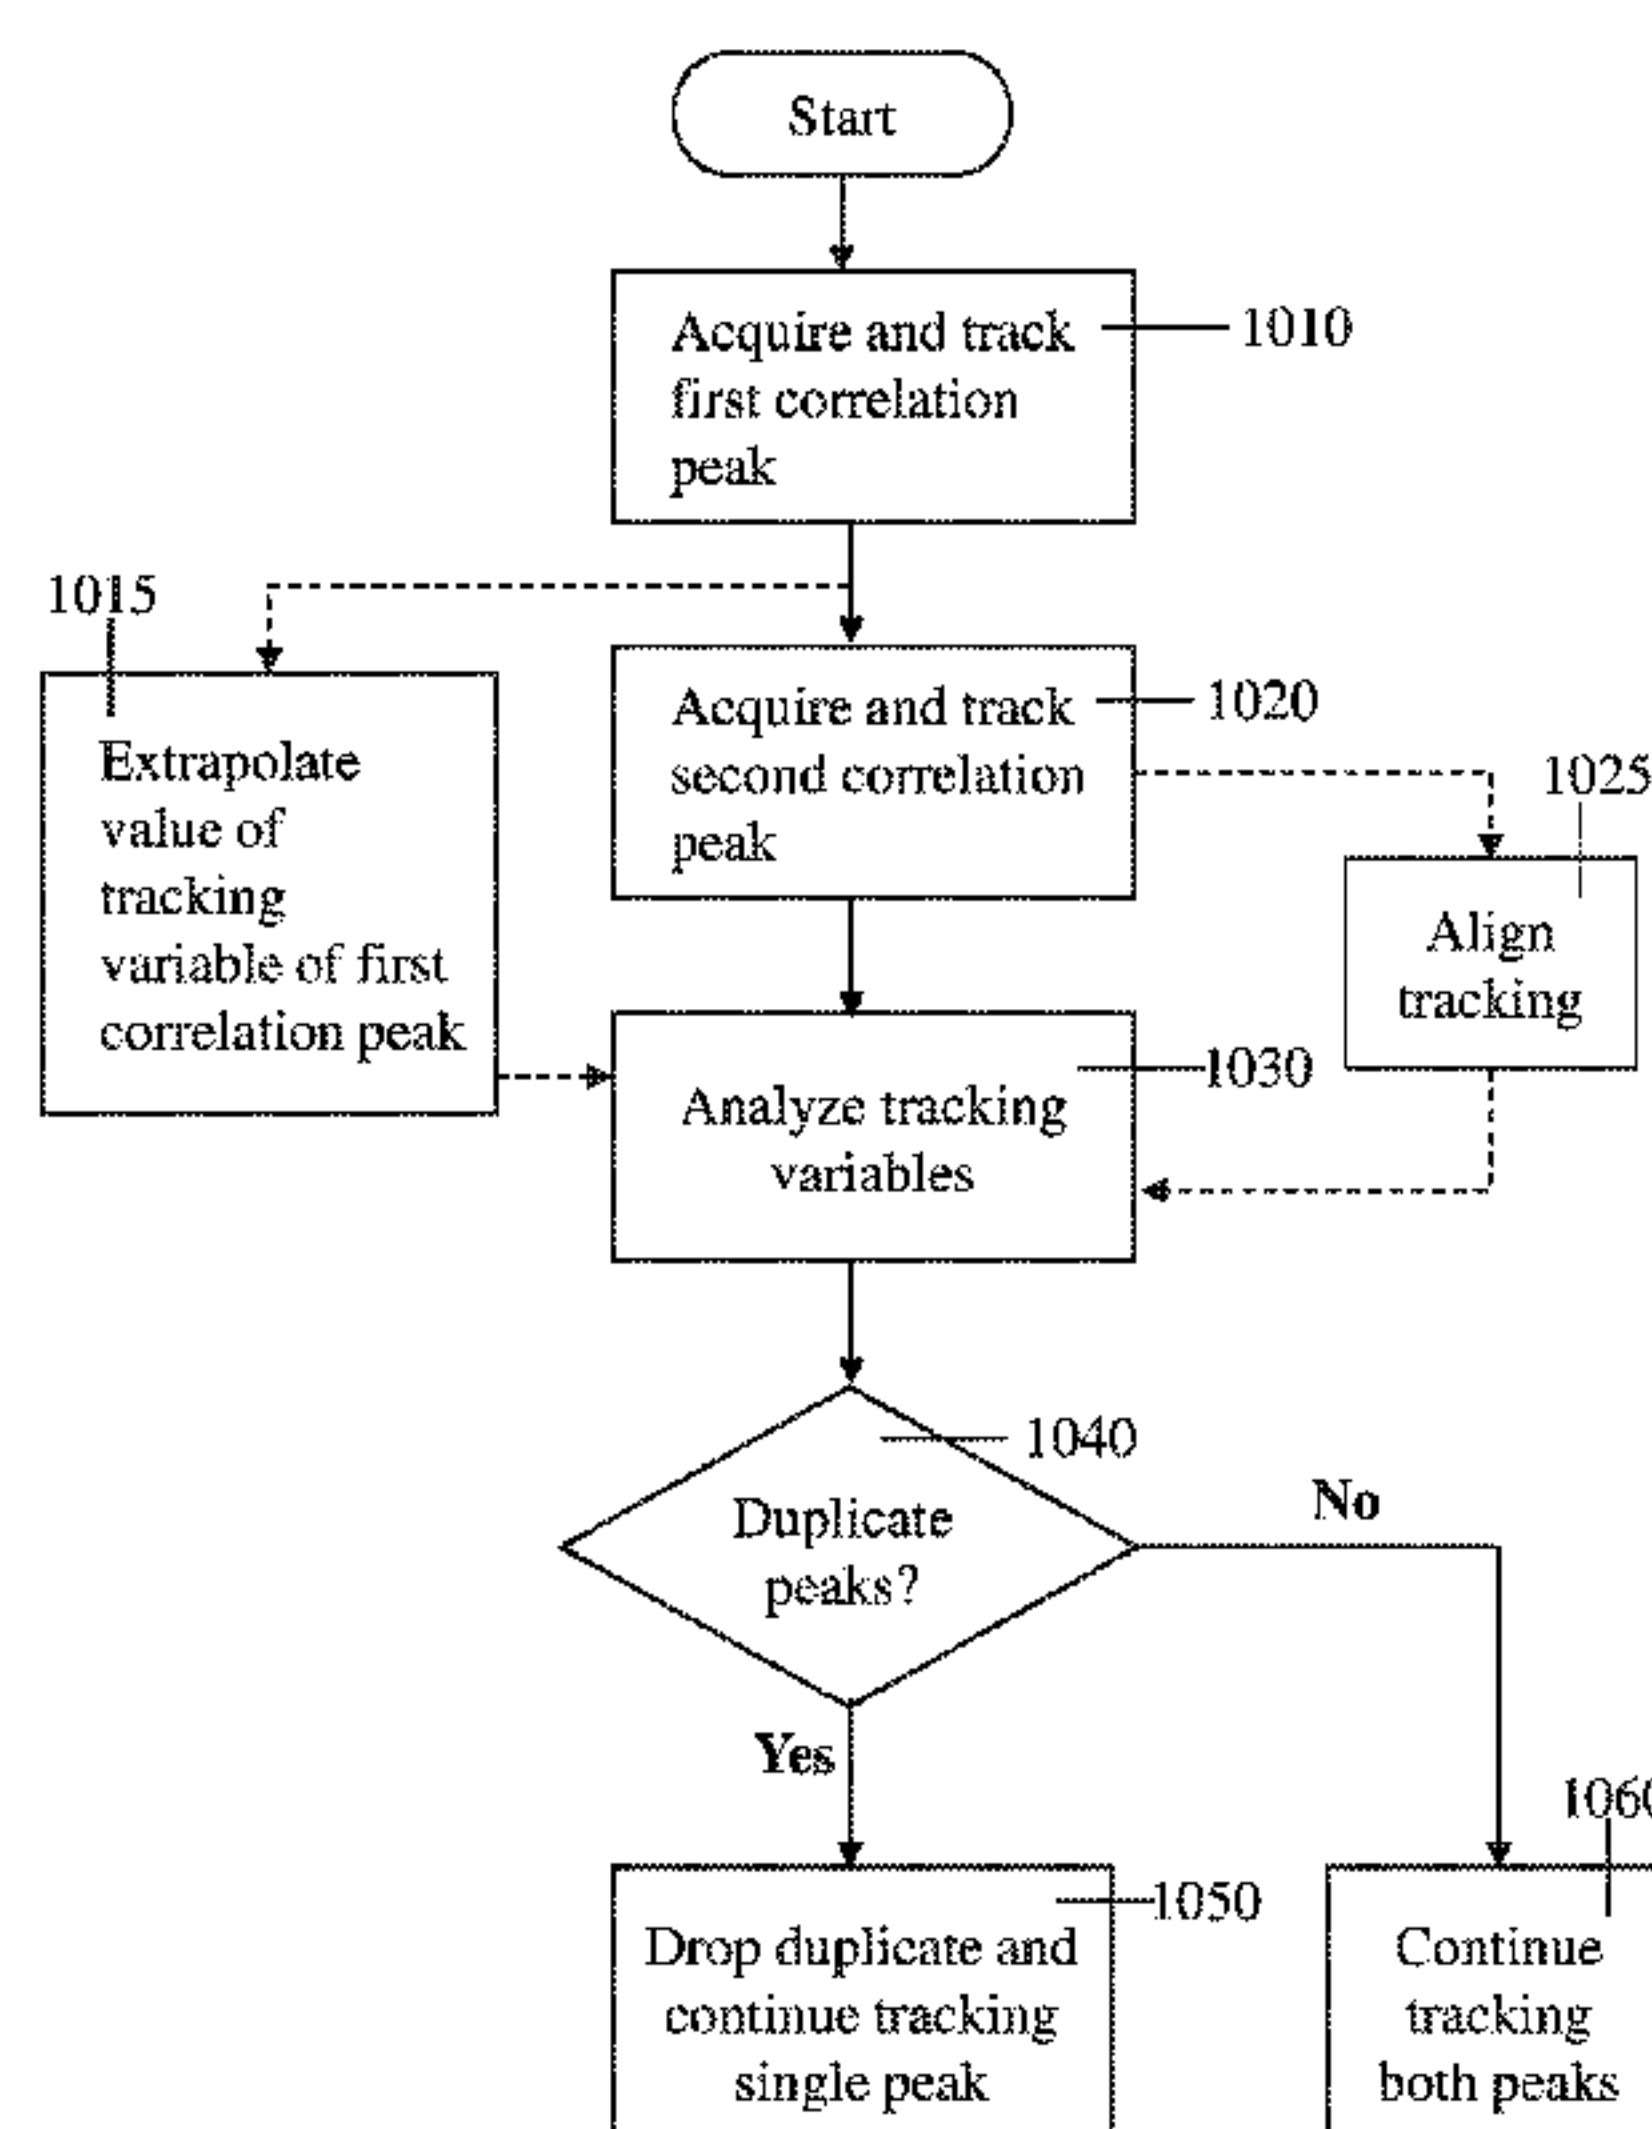 Start
Acquire and track
first correlation
peak
1010
1015
Extrapolate
value of
tracking
variable of first
correlation peak
Acquire and track
second correlation
peak
1020
1025
Align
tracking
Analyze tracking
variables
1030
Duplicate
peaks?
1040
No
Yes
Drop duplicate and
continue tracking
single peak
1050
1060
Continue
tracking
both peaks